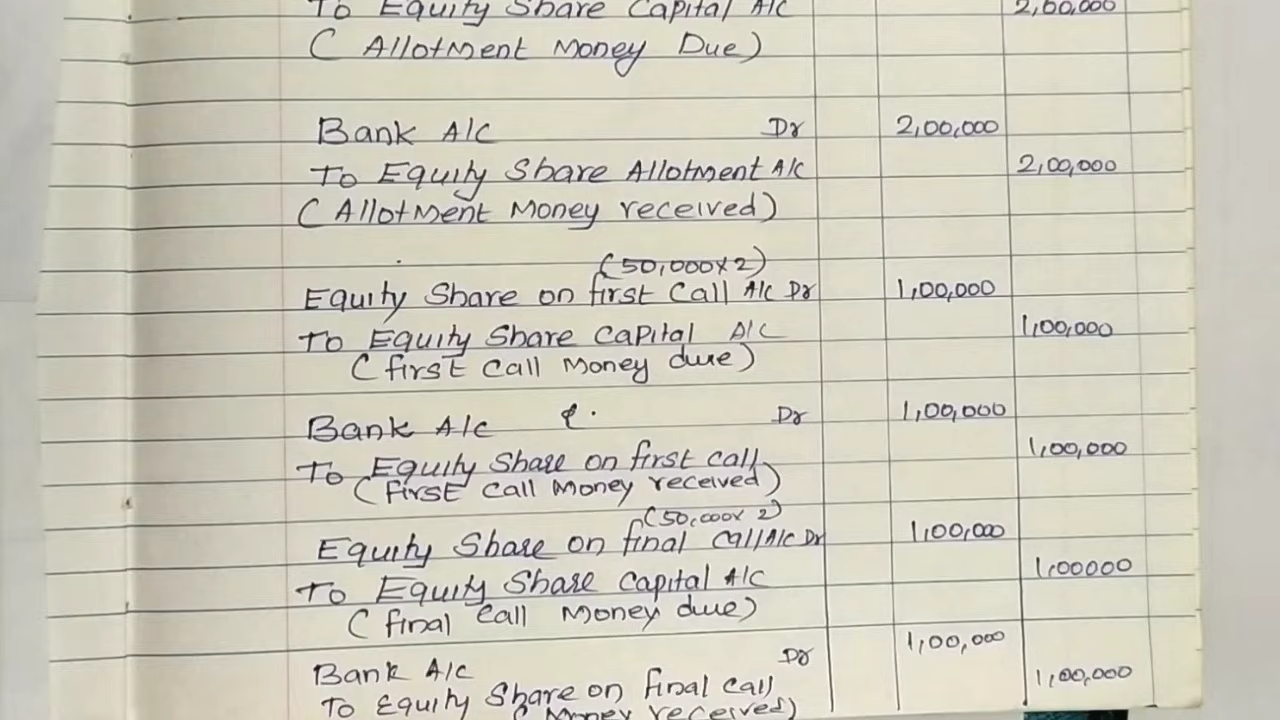 To Equity Share Capital A/C 2,00,000
( Allotment Money Due)
Bank A/C Dr 2,00,000
To Equity Share Allotment A/C 2,00,000
( Allotment Money received)
(50,000x2)
Equity Share on first Call A/C Dr 1,00,000
To Equity Share Capital A/C 1,00,000
( first Call Money due)
Bank A/C Dr 1,00,000
To Equity Share on first call 1,00,000
( First Call Money received)
(50,000x 2)
Equity Share on final Call A/C Dr 1,00,000
To Equity Share Capital A/C 1,00000
( final Call Money due)
Bank A/C Dr 1,00,000
To Equity Share on final Call 1,00,000
( Money received)